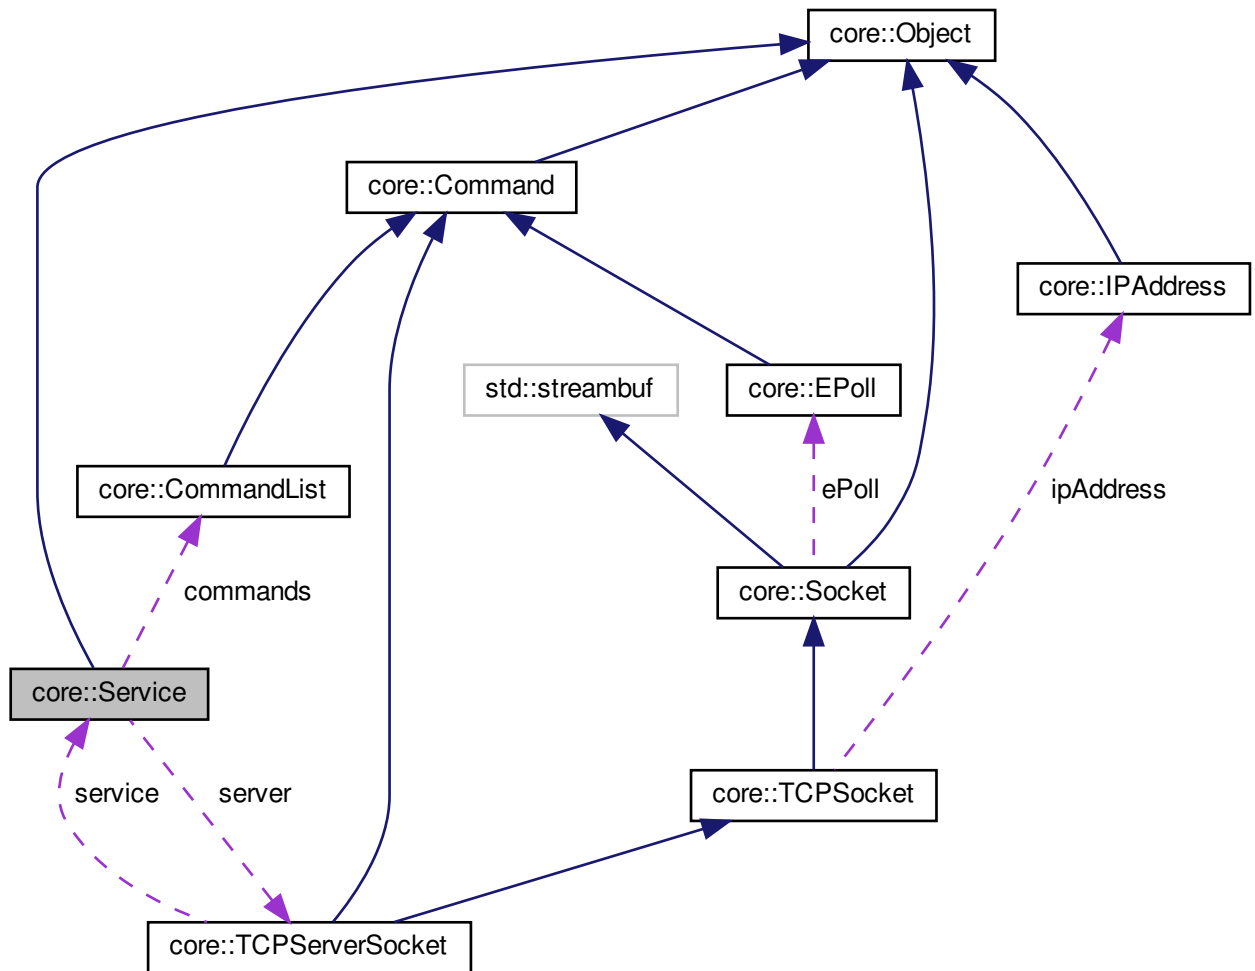 core::Object
core::Command
core::IPAddress
std::streambuf
core::EPoll
core::CommandList
ePoll
ipAddress
commands
core::Socket
core::Service
service
server
core::TCPSocket
core::TCPServerSocket